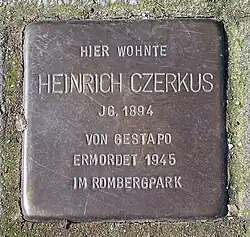 HIER WOHNTE
HEINRICH CZERKUS
JG. 1894
VON GESTAPO
ERMORDET 1945
IM ROMBERGPARK